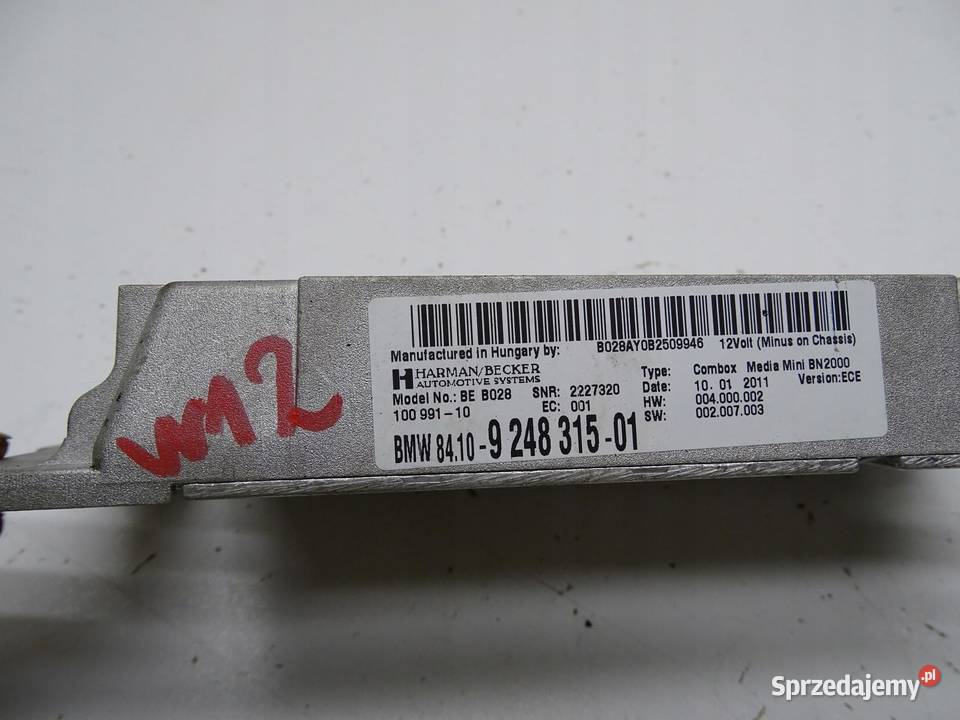 B028AY0B2509946 12Volt (Minus on Chassis)
Manufactured in Hungary by:
HARMAN/BECKER
AUTOMOTIVE SYSTEMS
Type: Combox Media Mini BN2000
Date: 10. 01 2011 Version:ECE
Model No.: BE B028 SNR: 2227320
HW: 004.000.002
100 991-10 EC: 001
SW: 002.007.003
BMW 84.10-9 248 315-01
Sprzedajemy.pl